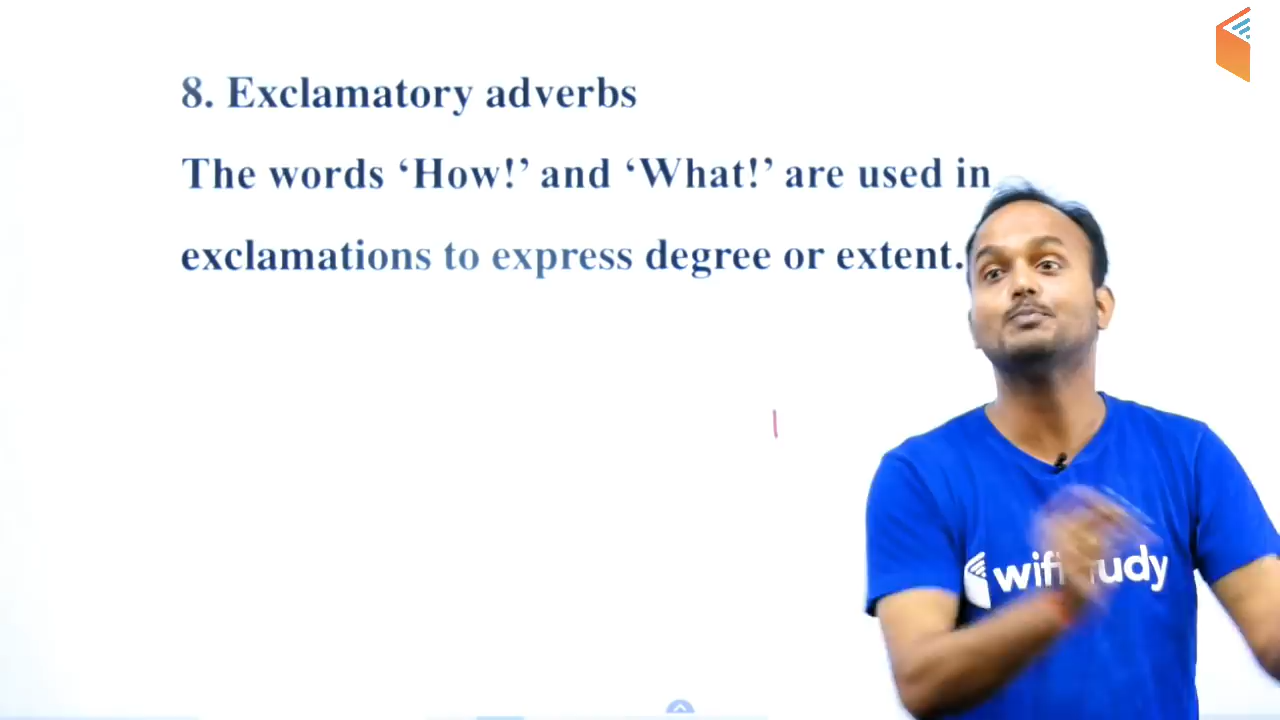 8. Exclamatory adverbs
The words ‘How!’ and ‘What!’ are used in
exclamations to express degree or extent.